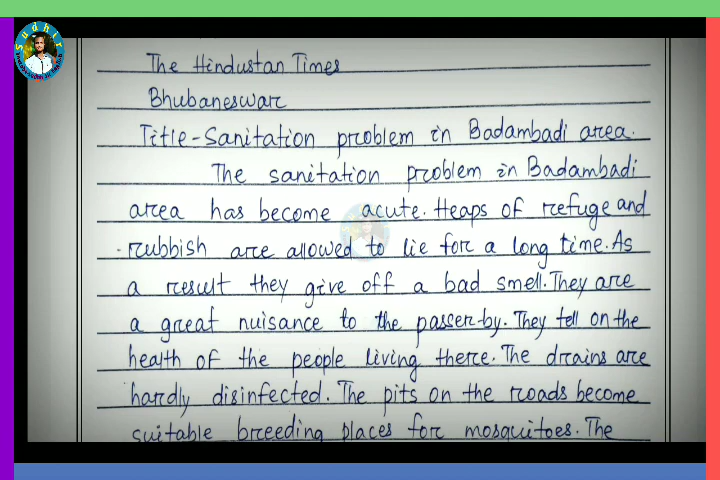 Sudhir
The Hindustan Times
Bhubaneswar
Title-Sanitation problem in Badambadi area.
The sanitation problem in Badambadi
area has become acute. Heaps of refuge and
rubbish are allowed to lie for a long time. As
a result they give off a bad smell. They are
a great nuisance to the passer-by. They tell on the
health of the people living there. The drains are
hardly disinfected. The pits on the roads become
suitable breeding places for mosquitoes. The